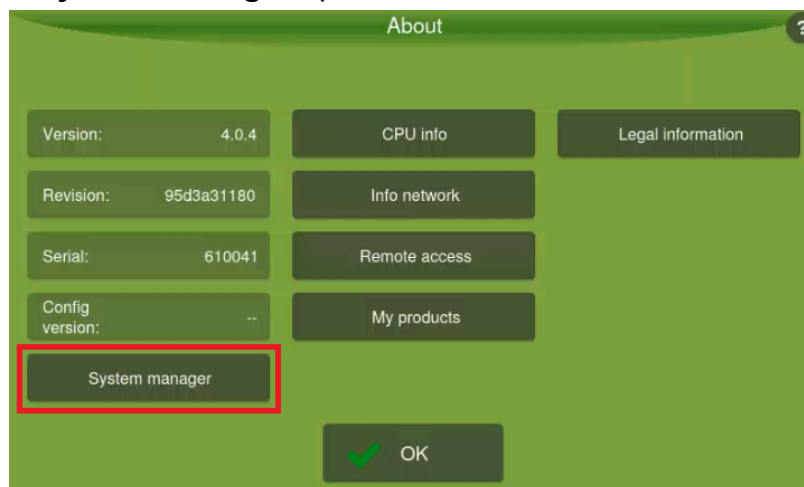 About
?
Version: 4.0.4
CPU info
Legal information
Revision: 95d3a31180
Info network
Serial: 610041
Remote access
Config
version: --
My products
System manager
OK